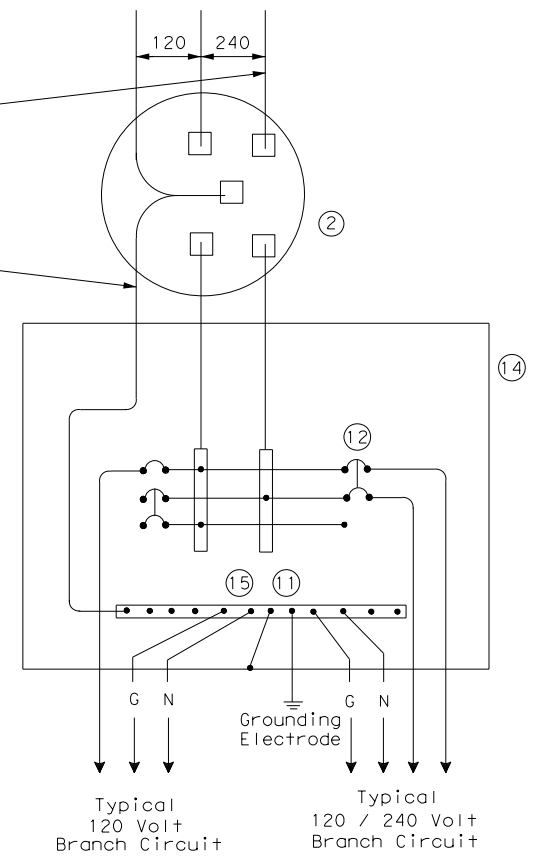 120 240
2
14
12
15 11
G N
G N
Grounding
Electrode
Typical
120 Volt
Branch Circuit
Typical
120 / 240 Volt
Branch Circuit